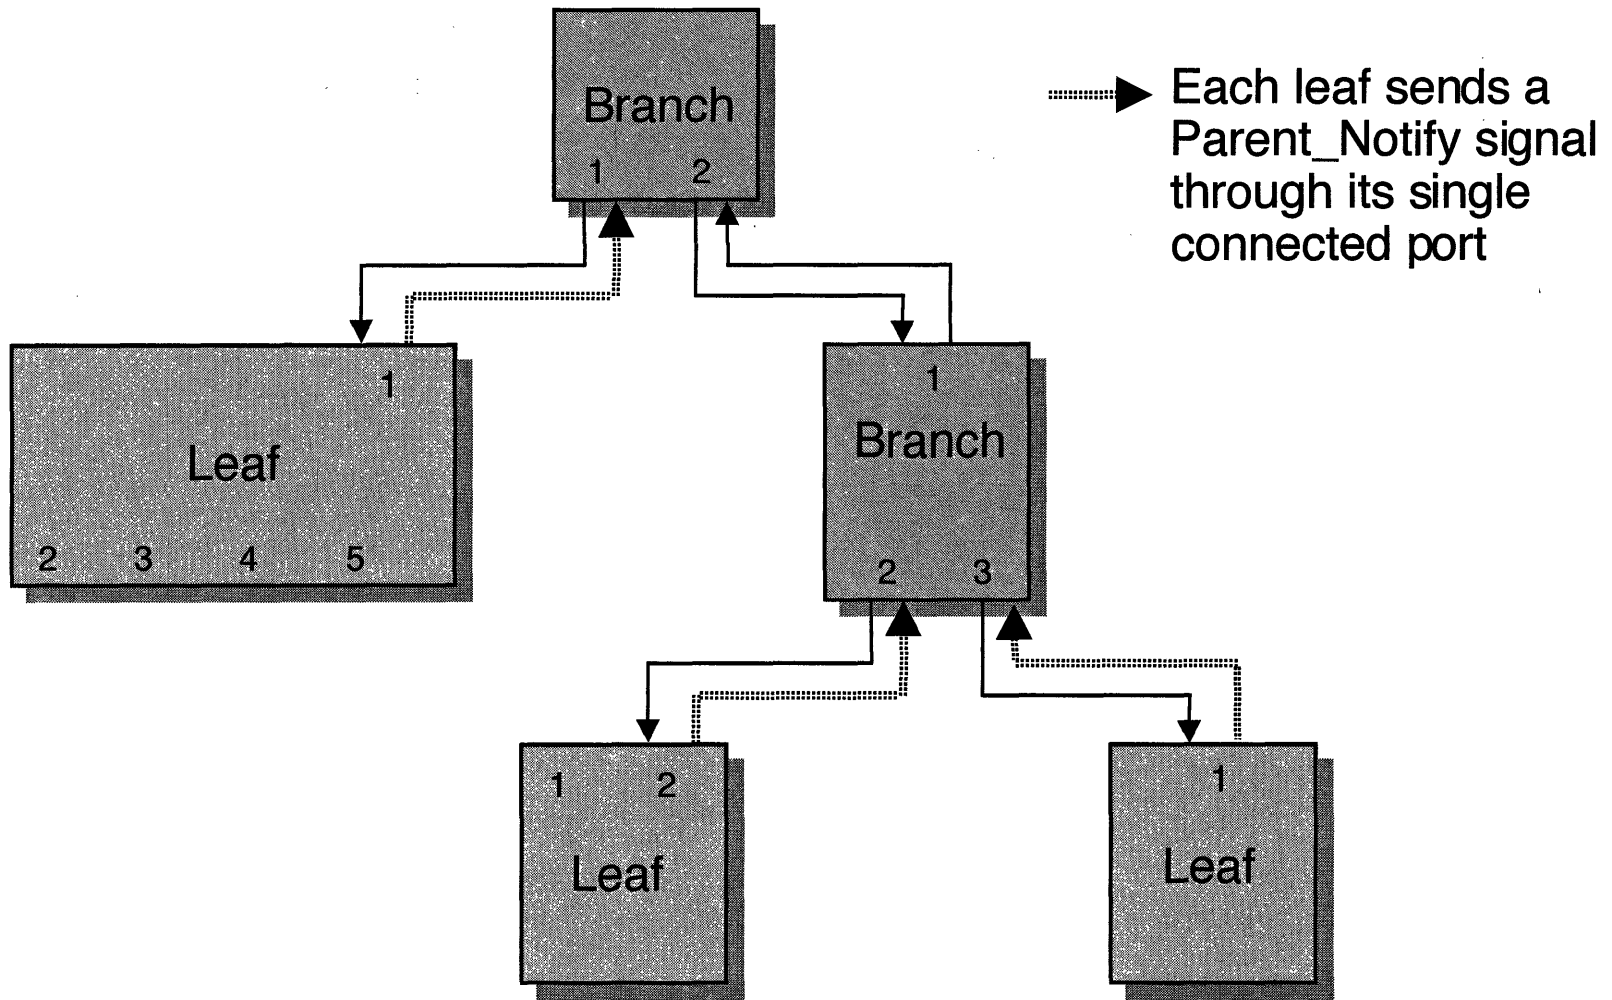 Branch
1 2
Each leaf sends a
Parent_Notify signal
through its single
connected port
1
Leaf
2 3 4 5
1
Branch
2 3
1 2
Leaf
1
Leaf